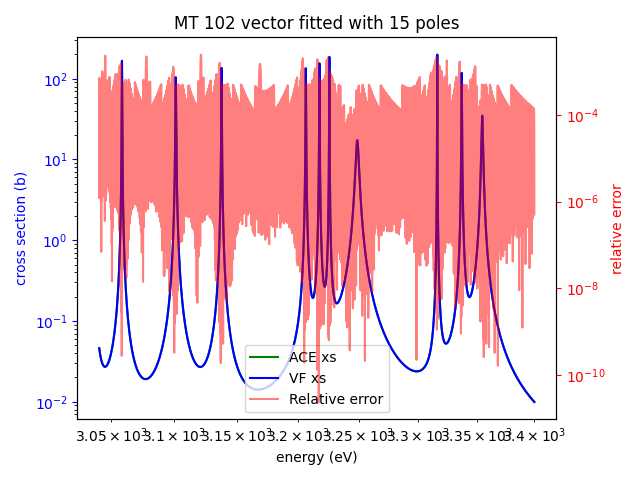 MT 102 vector fitted with 15 poles
cross section (b)
10²
10¹
10⁰
10⁻¹
10⁻²
10⁻⁴
10⁻⁶
10⁻⁸
10⁻¹⁰
relative error
ACE xs
VF xs
Relative error
3.05 × 10³ 3.1 × 10³ 3.15 × 10³ 3.2 × 10³ 3.25 × 10³ 3.3 × 10³ 3.35 × 10³ 3.4 × 10³
energy (eV)